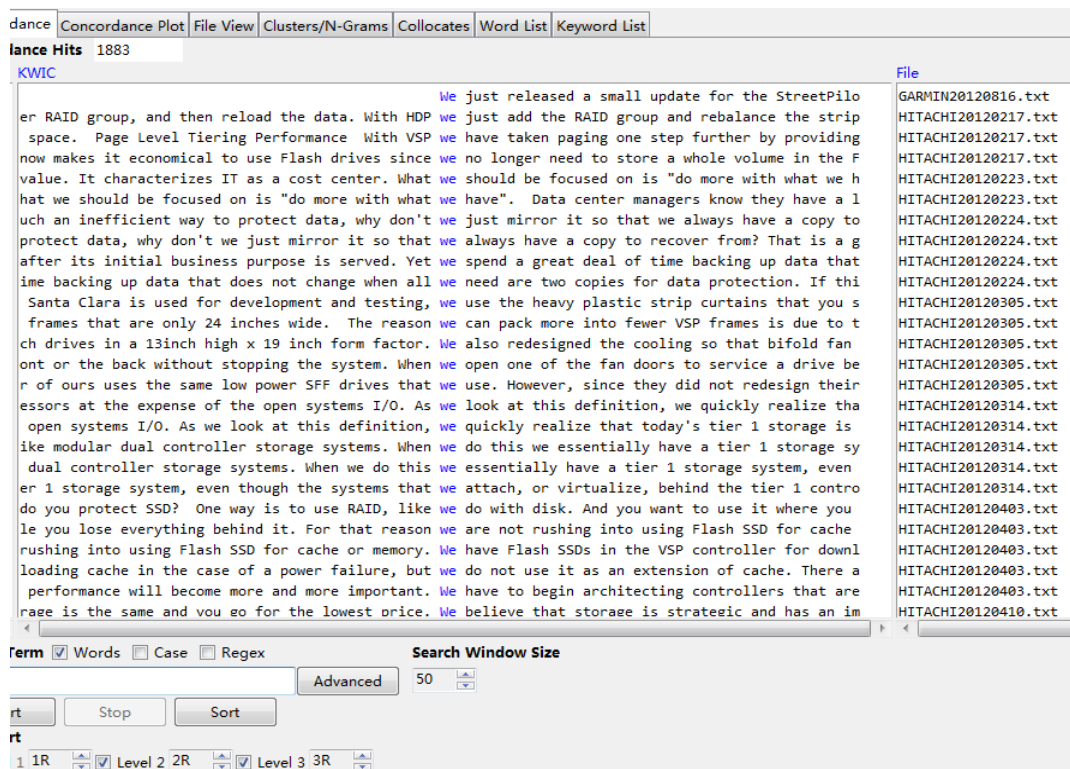 dance Concordance Plot File View Clusters/N-Grams Collocates Word List Keyword List
dance Hits 1883
KWIC File
We just released a small update for the StreetPilo GARMIN20120816.txt
er RAID group, and then reload the data. With HDP we just add the RAID group and rebalance the strip HITACHI20120217.txt
space. Page Level Tiering Performance With VSP we have taken paging one step further by providing HITACHI20120217.txt
now makes it economical to use Flash drives since we no longer need to store a whole volume in the F HITACHI20120217.txt
value. It characterizes IT as a cost center. What we should be focused on is "do more with what we h HITACHI20120223.txt
hat we should be focused on is "do more with what we have". Data center managers know they have a l HITACHI20120223.txt
uch an inefficient way to protect data, why don't we just mirror it so that we always have a copy to HITACHI20120224.txt
protect data, why don't we just mirror it so that we always have a copy to recover from? That is a g HITACHI20120224.txt
after its initial business purpose is served. Yet we spend a great deal of time backing up data that HITACHI20120224.txt
ime backing up data that does not change when all we need are two copies for data protection. If thi HITACHI20120224.txt
Santa Clara is used for development and testing, we use the heavy plastic strip curtains that you s HITACHI20120305.txt
frames that are only 24 inches wide. The reason we can pack more into fewer VSP frames is due to t HITACHI20120305.txt
ch drives in a 13inch high x 19 inch form factor. We also redesigned the cooling so that bifold fan HITACHI20120305.txt
ont or the back without stopping the system. When we open one of the fan doors to service a drive be HITACHI20120305.txt
r of ours uses the same low power SFF drives that we use. However, since they did not redesign their HITACHI20120305.txt
essors at the expense of the open systems I/O. As we look at this definition, we quickly realize tha HITACHI20120314.txt
open systems I/O. As we look at this definition, we quickly realize that today's tier 1 storage is HITACHI20120314.txt
ike modular dual controller storage systems. When we do this we essentially have a tier 1 storage sy HITACHI20120314.txt
dual controller storage systems. When we do this we essentially have a tier 1 storage system, even HITACHI20120314.txt
er 1 storage system, even though the systems that we attach, or virtualize, behind the tier 1 contro HITACHI20120314.txt
do you protect SSD? One way is to use RAID, like we do with disk. And you want to use it where you HITACHI20120403.txt
le you lose everything behind it. For that reason we are not rushing into using Flash SSD for cache HITACHI20120403.txt
rushing into using Flash SSD for cache or memory. We have Flash SSDs in the VSP controller for downl HITACHI20120403.txt
loading cache in the case of a power failure, but we do not use it as an extension of cache. There a HITACHI20120403.txt
performance will become more and more important. We have to begin architecting controllers that are HITACHI20120403.txt
rage is the same and you go for the lowest price. We believe that storage is strategic and has an im HITACHI20120410.txt
Term Words Case Regex Search Window Size
Advanced 50
rt Stop Sort
rt
1 1R Level 2 2R Level 3 3R